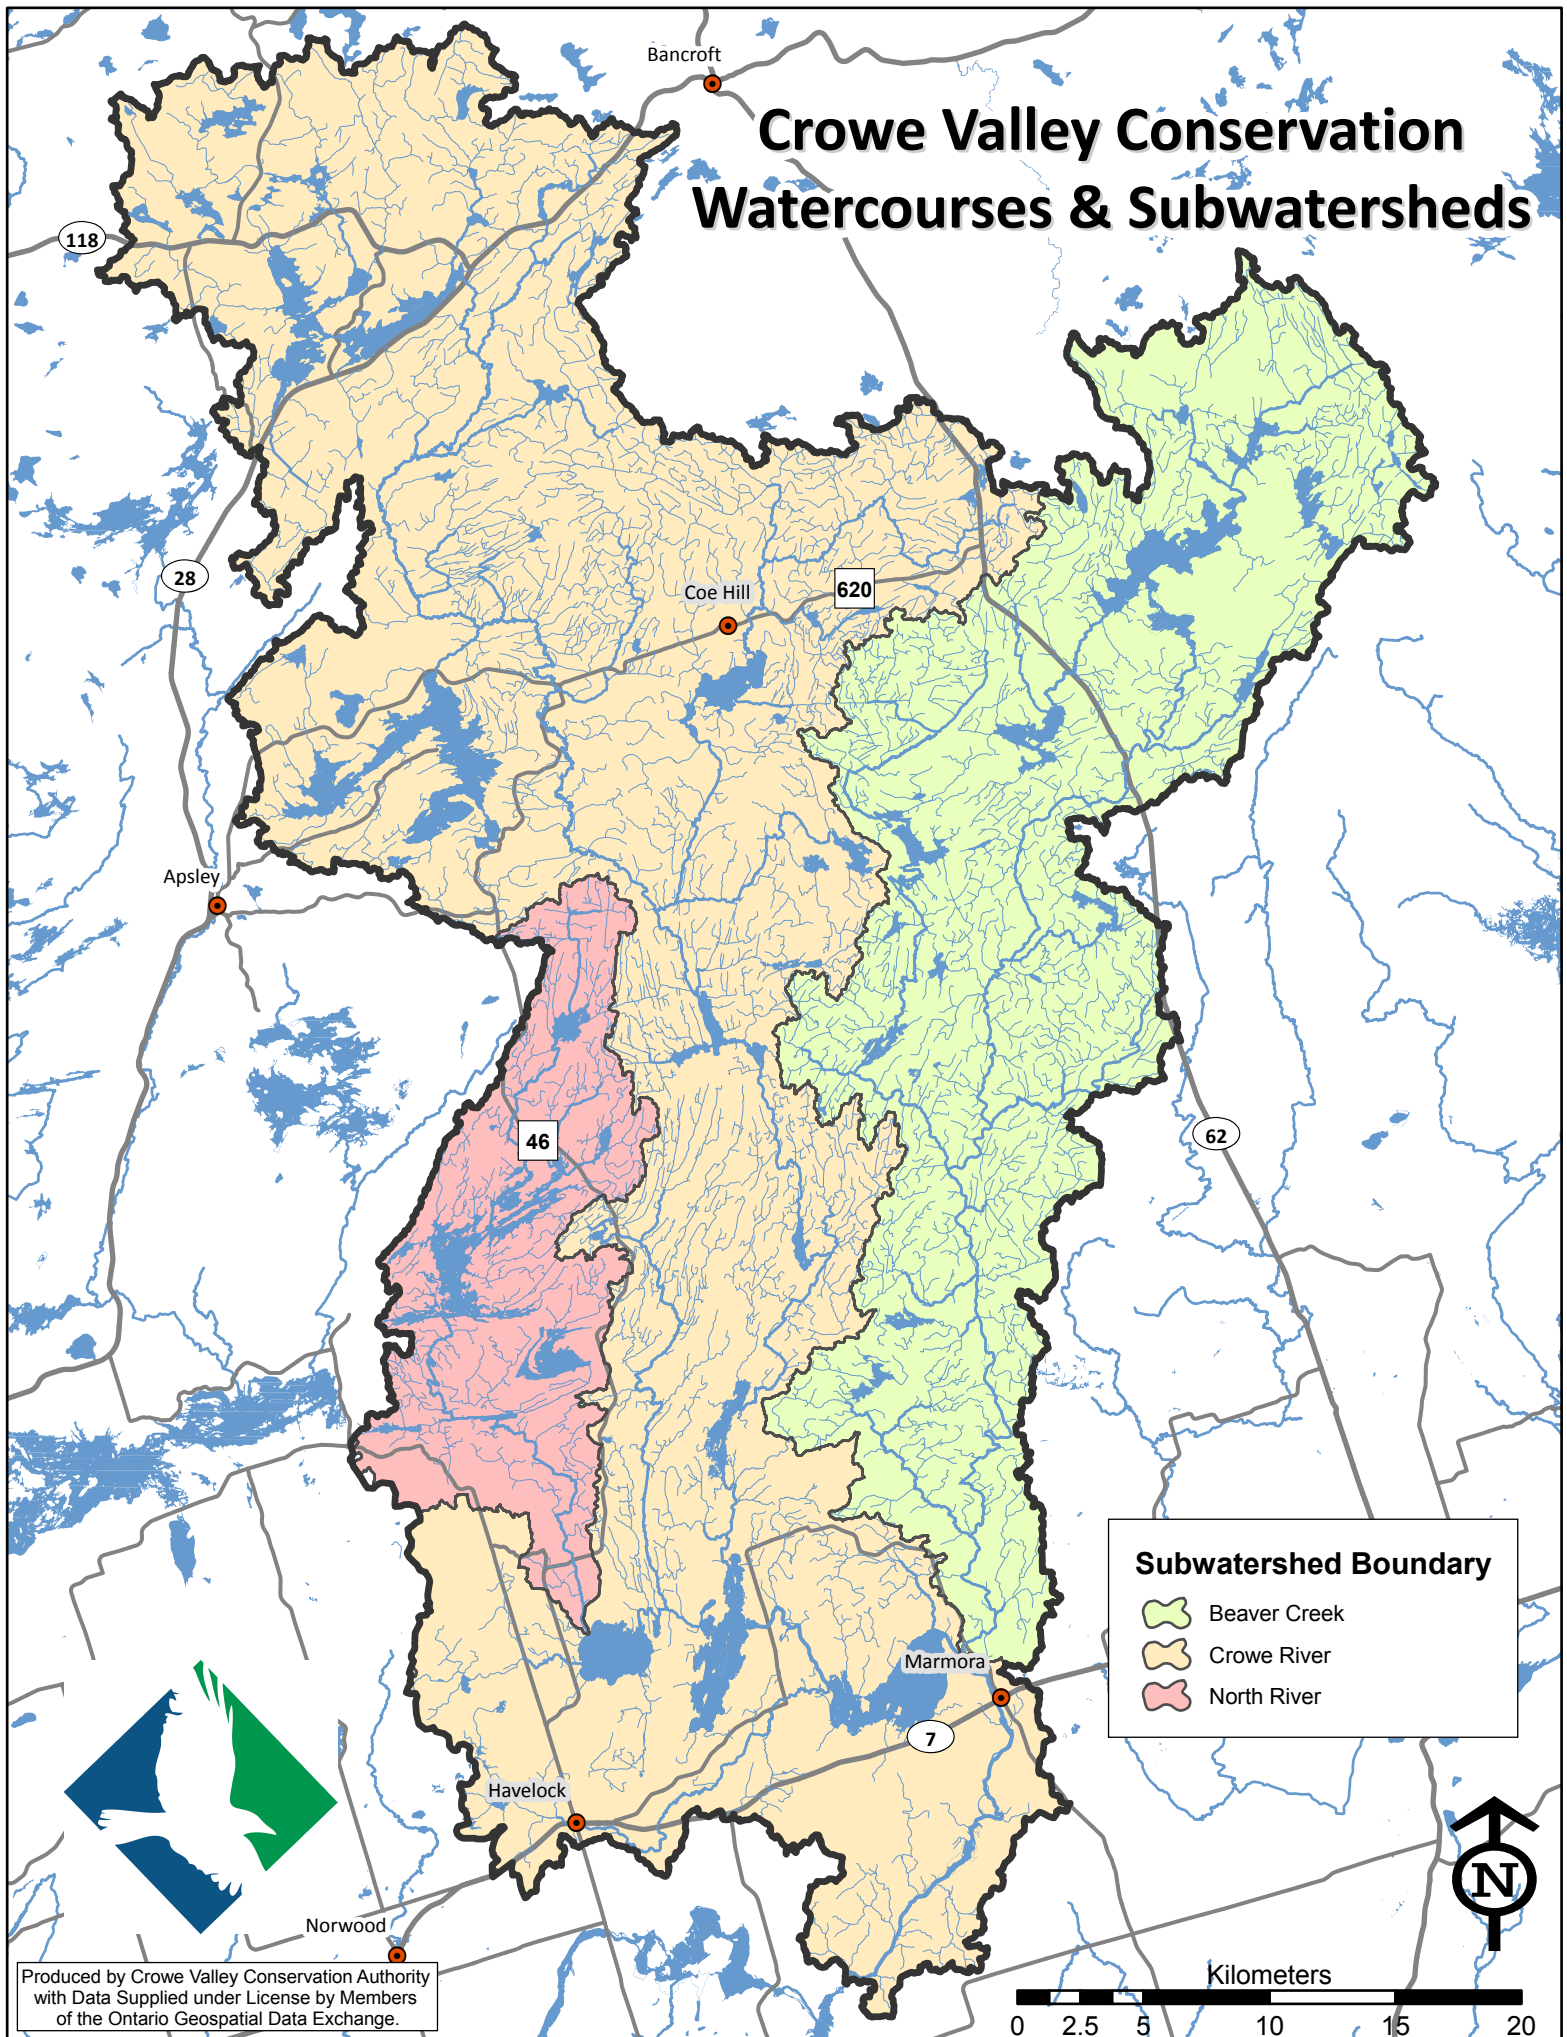 Bancroft
Crowe Valley Conservation
Watercourses & Subwatersheds
118
28
Coe Hill
620
Apsley
46
62
Subwatershed Boundary
Beaver Creek
Crowe River
North River
Marmora
7
Havelock
Norwood
N
Produced by Crowe Valley Conservation Authority
with Data Supplied under License by Members
of the Ontario Geospatial Data Exchange.
Kilometers
0 2.5 5 10 15 20